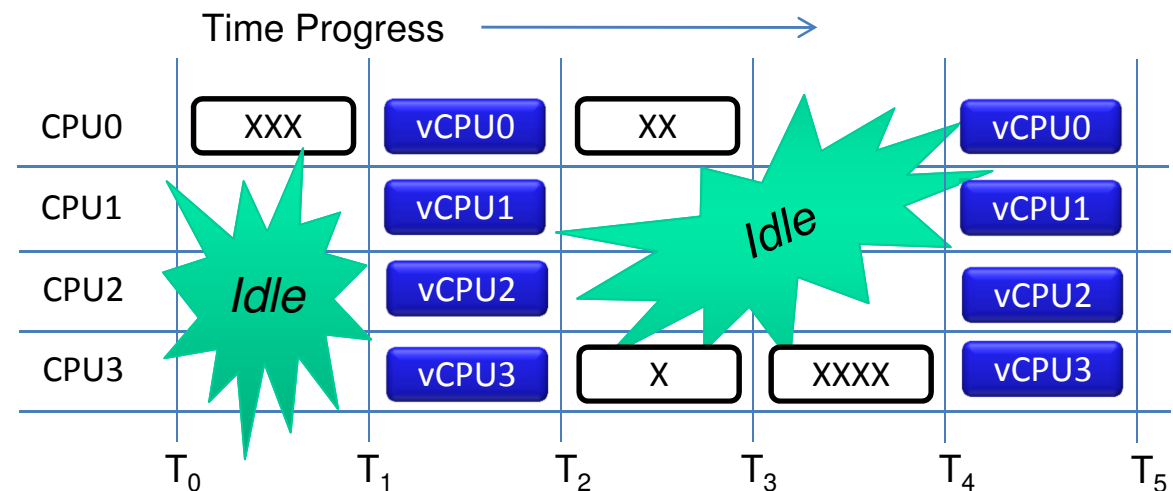 Time Progress
CPU0 XXX vCPU0 XX vCPU0
CPU1 vCPU1 Idle vCPU1
CPU2 Idle vCPU2 vCPU2
CPU3 vCPU3 X XXXX vCPU3
T0 T1 T2 T3 T4 T5